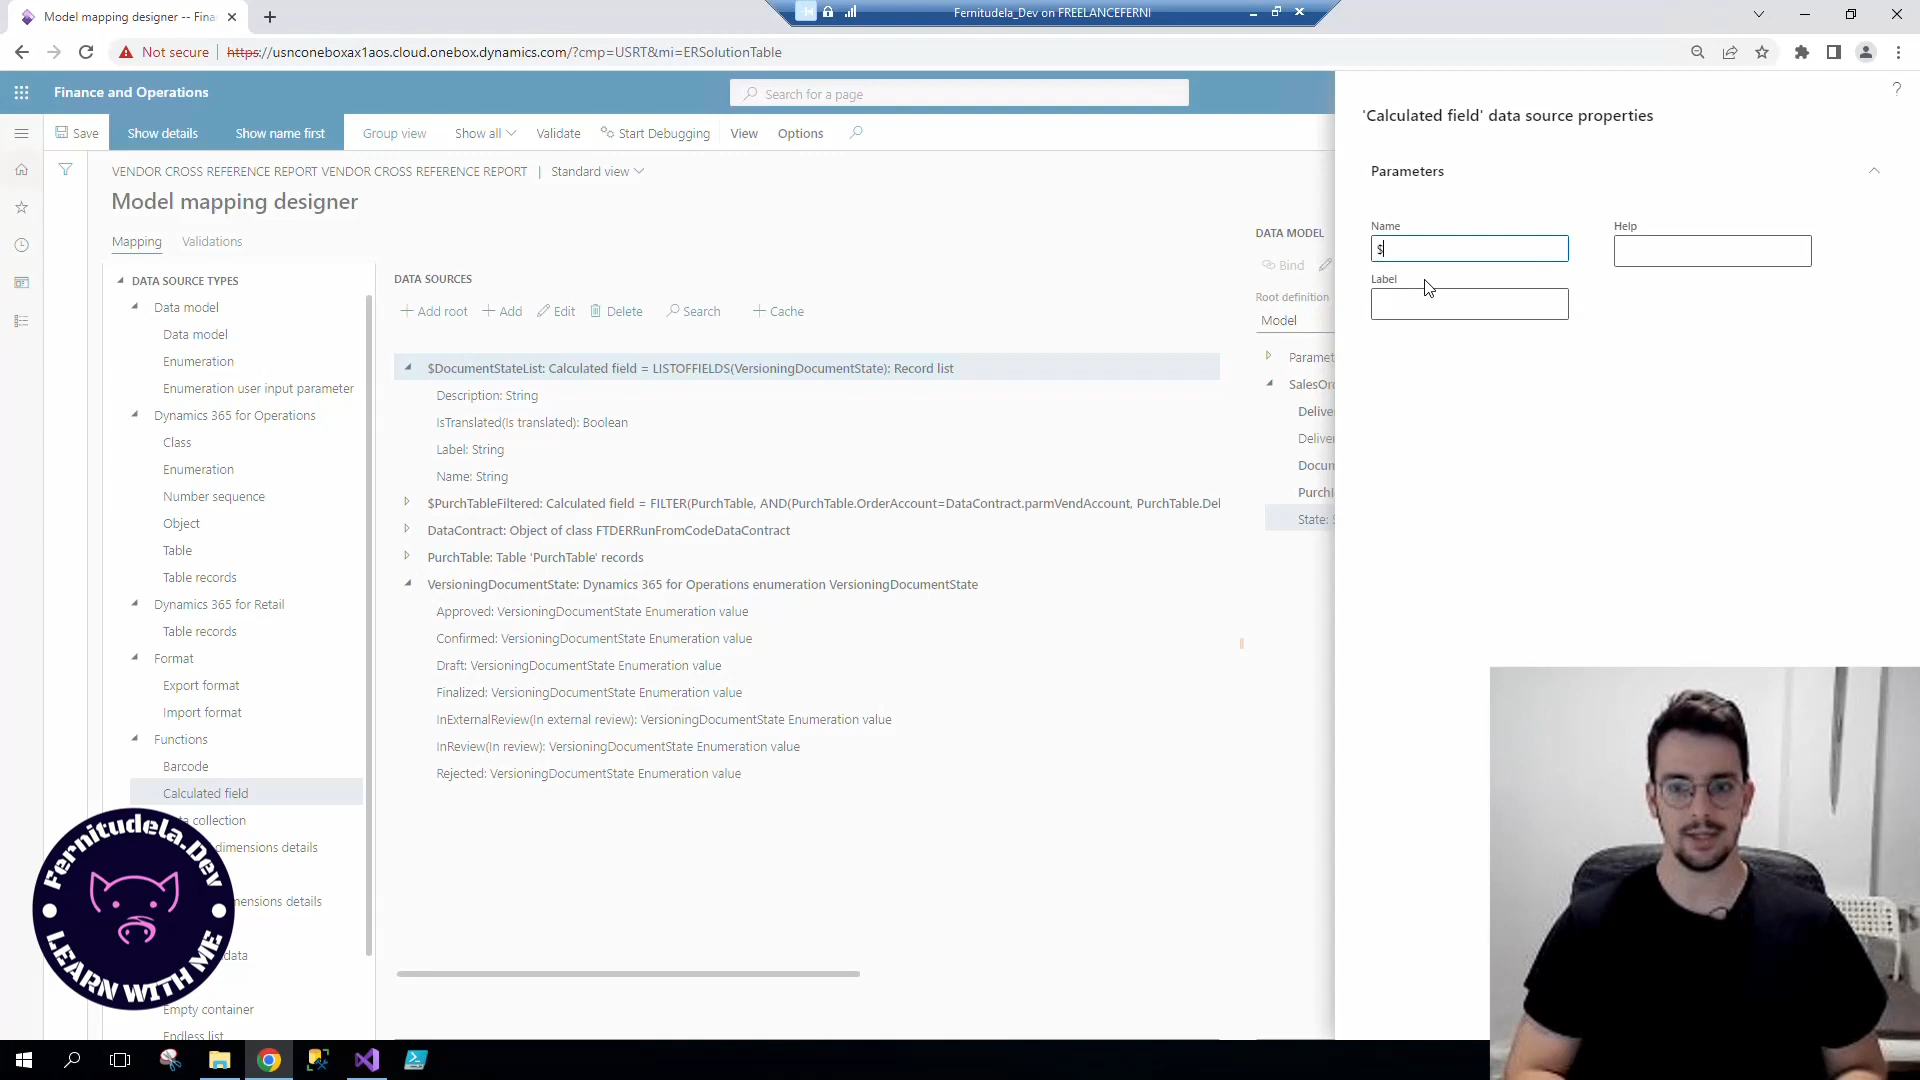 Model mapping designer -- Fina
Fernitudela_Dev on FREELANCEFERNI
Not secure
https://usnconeboxax1aos.cloud.onebox.dynamics.com/?cmp=USRT&mi=ERSolutionTable
Finance and Operations
Search for a page
?
Save
Show details
Show name first
Group view
Show all
Validate
Start Debugging
View
Options
VENDOR CROSS REFERENCE REPORT VENDOR CROSS REFERENCE REPORT | Standard view
Model mapping designer
Mapping
Validations
DATA SOURCE TYPES
Data model
Data model
Enumeration
Enumeration user input parameter
Dynamics 365 for Operations
Class
Enumeration
Number sequence
Object
Table
Table records
Dynamics 365 for Retail
Table records
Format
Export format
Import format
Functions
Barcode
Calculated field
ta collection
dimensions details
ensions details
data
Empty container
Endless list
DATA SOURCES
Add root
Add
Edit
Delete
Search
Cache
$DocumentStateList: Calculated field = LISTOFFIELDS(VersioningDocumentState): Record list
Description: String
IsTranslated(Is translated): Boolean
Label: String
Name: String
$PurchTableFiltered: Calculated field = FILTER(PurchTable, AND(PurchTable.OrderAccount=DataContract.parmVendAccount, PurchTable.Del
DataContract: Object of class FTDERRunFromCodeDataContract
PurchTable: Table 'PurchTable' records
VersioningDocumentState: Dynamics 365 for Operations enumeration VersioningDocumentState
Approved: VersioningDocumentState Enumeration value
Confirmed: VersioningDocumentState Enumeration value
Draft: VersioningDocumentState Enumeration value
Finalized: VersioningDocumentState Enumeration value
InExternalReview(In external review): VersioningDocumentState Enumeration value
InReview(In review): VersioningDocumentState Enumeration value
Rejected: VersioningDocumentState Enumeration value
DATA MODEL
Bind
Root definition
Model
Paramet
SalesOr
Delive
Delive
Docum
PurchI
State: S
'Calculated field' data source properties
Parameters
Name
$
Help
Label
Fernitudela.Dev
LEARN WITH ME